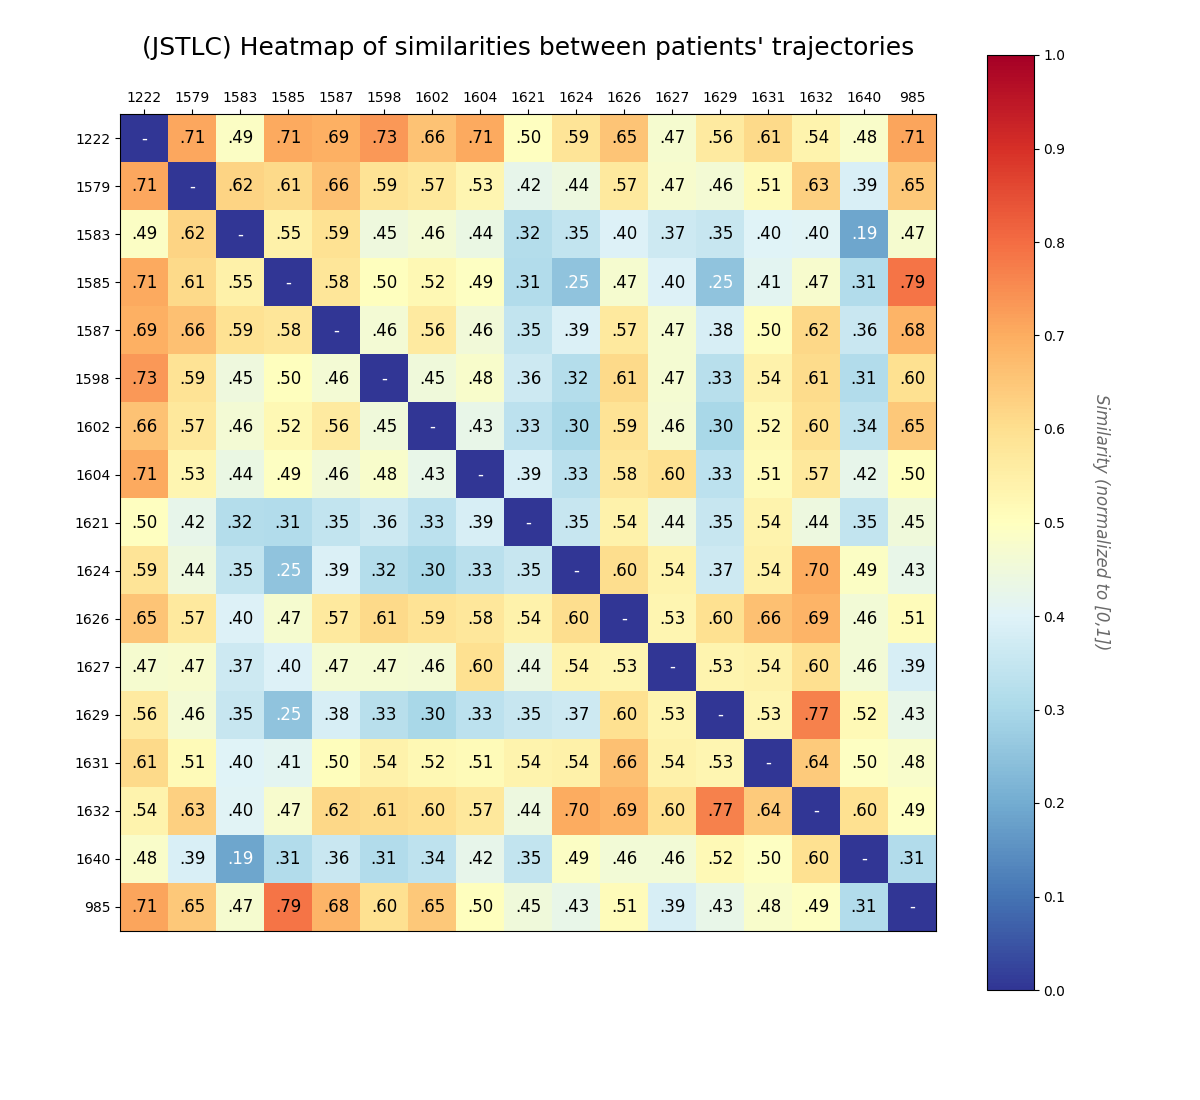 (JSTLC) Heatmap of similarities between patients' trajectories
1222 1579 1583 1585 1587 1598 1602 1604 1621 1624 1626 1627 1629 1631 1632 1640 985
1222 - .71 .49 .71 .69 .73 .66 .71 .50 .59 .65 .47 .56 .61 .54 .48 .71
1579 .71 - .62 .61 .66 .59 .57 .53 .42 .44 .57 .47 .46 .51 .63 .39 .65
1583 .49 .62 - .55 .59 .45 .46 .44 .32 .35 .40 .37 .35 .40 .40 .19 .47
1585 .71 .61 .55 - .58 .50 .52 .49 .31 .25 .47 .40 .25 .41 .47 .31 .79
1587 .69 .66 .59 .58 - .46 .56 .46 .35 .39 .57 .47 .38 .50 .62 .36 .68
1598 .73 .59 .45 .50 .46 - .45 .48 .36 .32 .61 .47 .33 .54 .61 .31 .60
1602 .66 .57 .46 .52 .56 .45 - .43 .33 .30 .59 .46 .30 .52 .60 .34 .65
1604 .71 .53 .44 .49 .46 .48 .43 - .39 .33 .58 .60 .33 .51 .57 .42 .50
1621 .50 .42 .32 .31 .35 .36 .33 .39 - .35 .54 .44 .35 .54 .44 .35 .45
1624 .59 .44 .35 .25 .39 .32 .30 .33 .35 - .60 .54 .37 .54 .70 .49 .43
1626 .65 .57 .40 .47 .57 .61 .59 .58 .54 .60 - .53 .60 .66 .69 .46 .51
1627 .47 .47 .37 .40 .47 .47 .46 .60 .44 .54 .53 - .53 .54 .60 .46 .39
1629 .56 .46 .35 .25 .38 .33 .30 .33 .35 .37 .60 .53 - .53 .77 .52 .43
1631 .61 .51 .40 .41 .50 .54 .52 .51 .54 .54 .66 .54 .53 - .64 .50 .48
1632 .54 .63 .40 .47 .62 .61 .60 .57 .44 .70 .69 .60 .77 .64 - .60 .49
1640 .48 .39 .19 .31 .36 .31 .34 .42 .35 .49 .46 .46 .52 .50 .60 - .31
985 .71 .65 .47 .79 .68 .60 .65 .50 .45 .43 .51 .39 .43 .48 .49 .31 -
1.0
0.9
0.8
0.7
0.6
0.5
0.4
0.3
0.2
0.1
0.0
Similarity (normalized to [0,1])